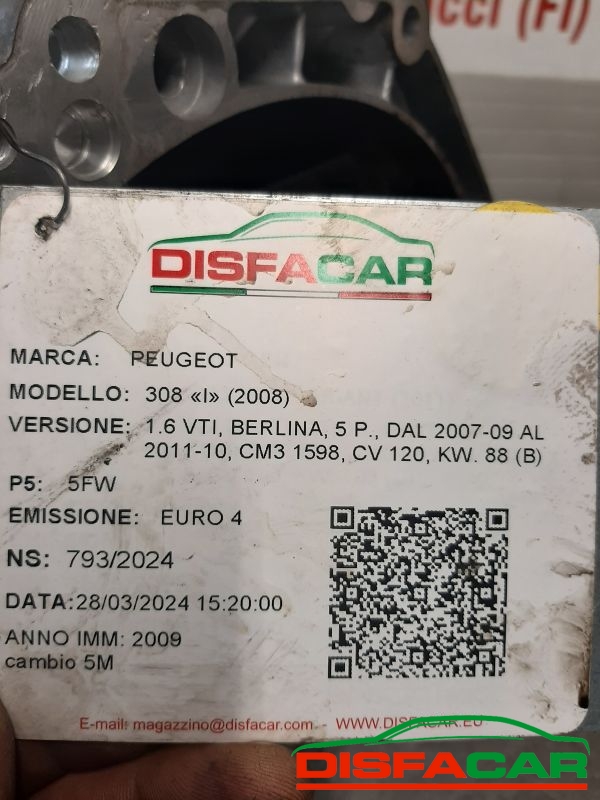 (FI)
DISFACAR
MARCA: PEUGEOT
MODELLO: 308 «I» (2008)
VERSIONE: 1.6 VTI, BERLINA, 5 P., DAL 2007-09 AL
2011-10, CM3 1598, CV 120, KW. 88 (B)
P5: 5FW
EMISSIONE: EURO 4
NS: 793/2024
DATA:28/03/2024 15:20:00
ANNO IMM: 2009
cambio 5M
E-mail: magazzino@disfacar.com - WWW.DISFACAR.EU
DISFACAR